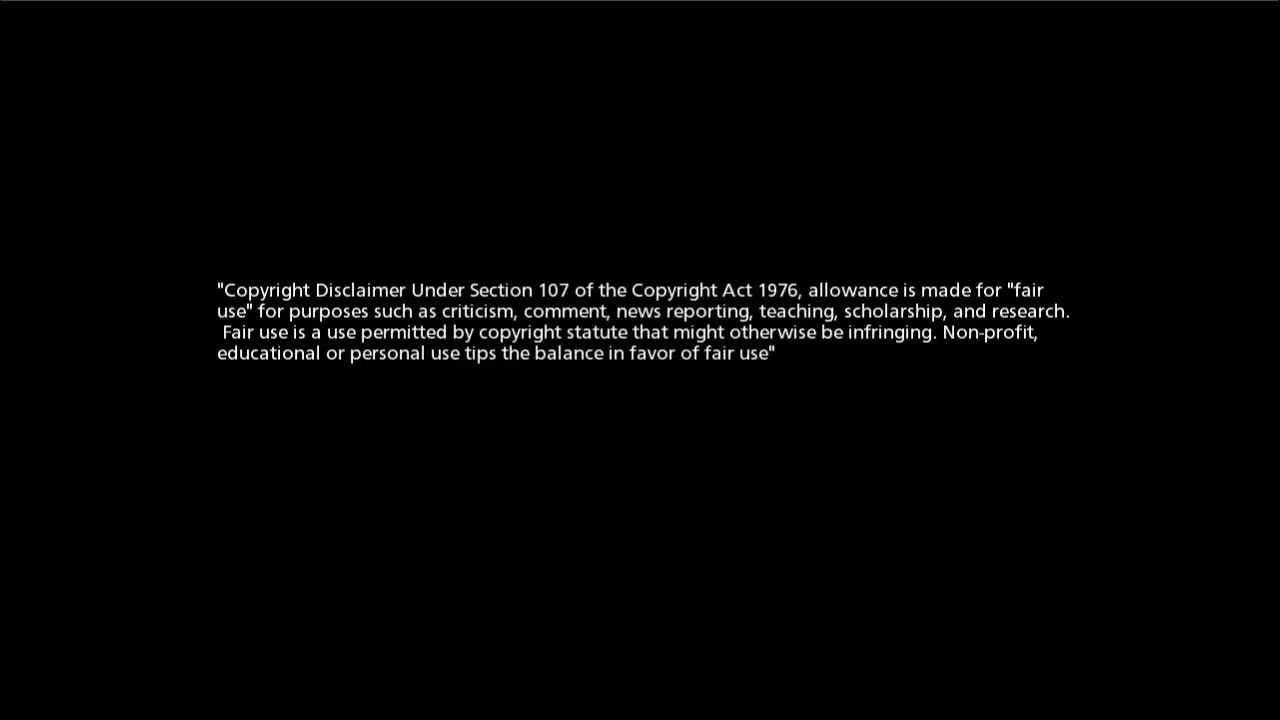 "Copyright Disclaimer Under Section 107 of the Copyright Act 1976, allowance is made for "fair
use" for purposes such as criticism, comment, news reporting, teaching, scholarship, and research.
Fair use is a use permitted by copyright statute that might otherwise be infringing. Non-profit,
educational or personal use tips the balance in favor of fair use"